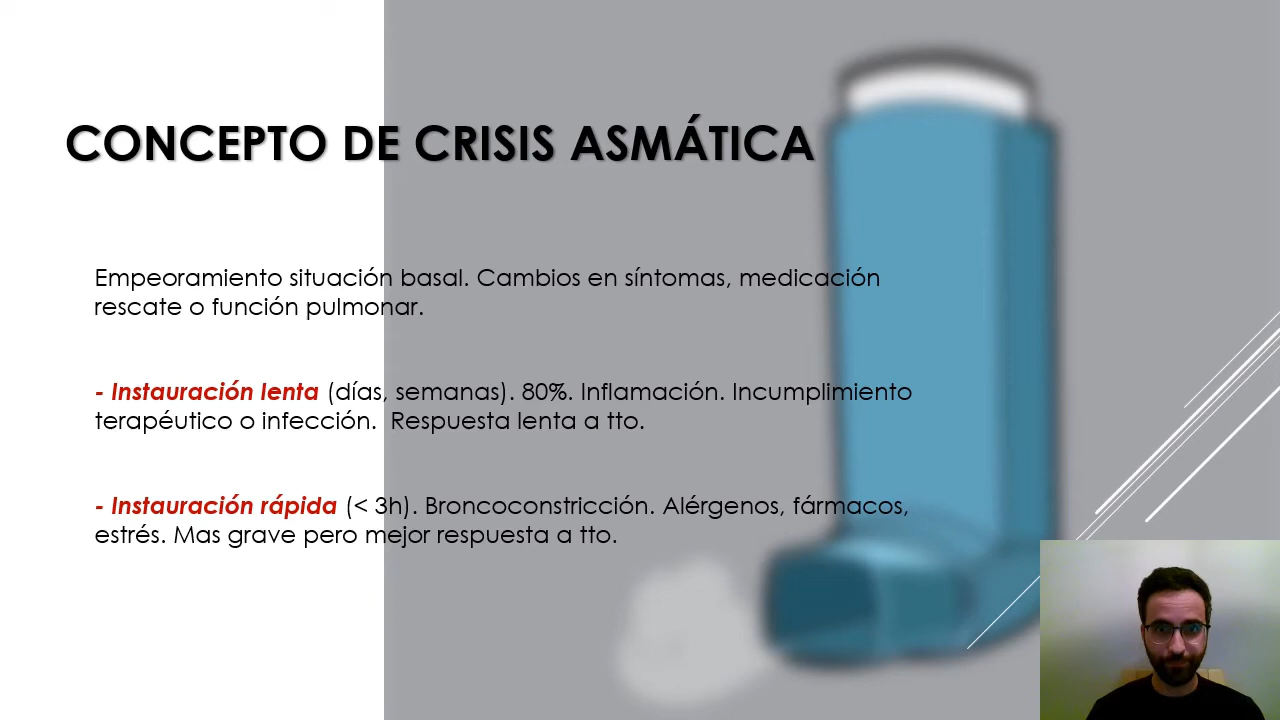 CONCEPTO DE CRISIS ASMÁTICA
Empeoramiento situación basal. Cambios en síntomas, medicación
rescate o función pulmonar.
- Instauración lenta (días, semanas). 80%. Inflamación. Incumplimiento
terapéutico o infección.  Respuesta lenta a tto.
- Instauración rápida (< 3h). Broncoconstricción. Alérgenos, fármacos,
estrés. Mas grave pero mejor respuesta a tto.